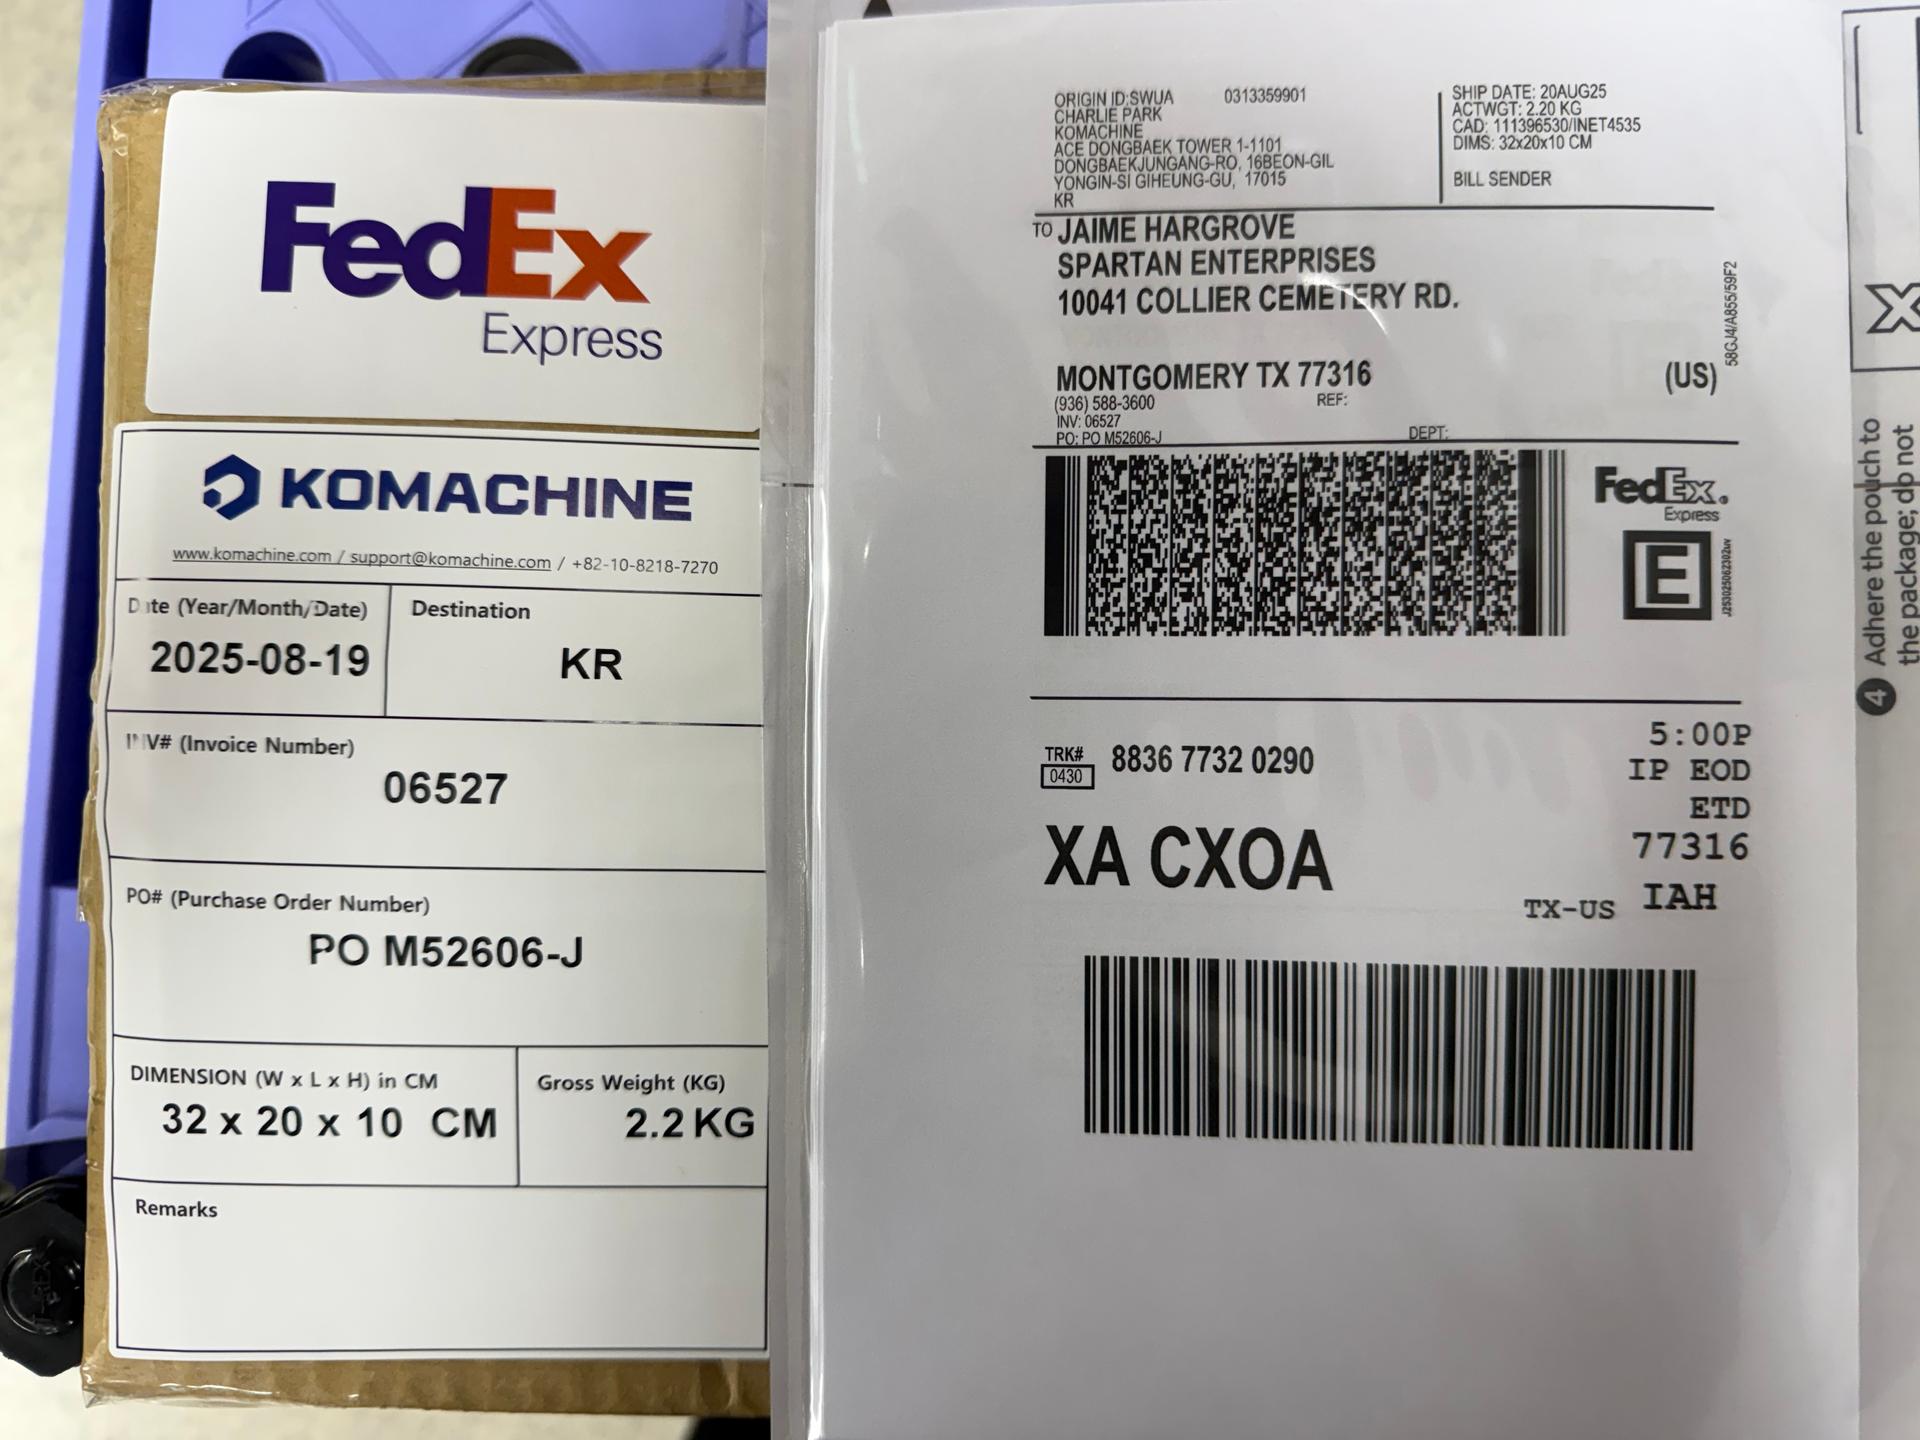 FedEx
Express
KOMACHINE
www.komachine.com / support@komachine.com / +82-10-8218-7270
Date (Year/Month/Date)
2025-08-19
Destination
KR
INV# (Invoice Number)
06527
PO# (Purchase Order Number)
PO M52606-J
DIMENSION (W x L x H) in CM
32 x 20 x 10 CM
Gross Weight (KG)
2.2 KG
Remarks
ORIGIN ID:SWUA 0313359901
CHARLIE PARK
KOMACHINE
ACE DONGBAEK TOWER 1-1101
DONGBAEKJUNGANG-RO, 16BEON-GIL
YONGIN-SI GIHEUNG-GU, 17015
KR
SHIP DATE: 20AUG25
ACTWGT: 2.20 KG
CAD: 111396530/INET4535
DIMS: 32x20x10 CM
BILL SENDER
TO JAIME HARGROVE
SPARTAN ENTERPRISES
10041 COLLIER CEMETERY RD.
MONTGOMERY TX 77316 (US)
(936) 588-3600 REF:
INV: 06527
PO: PO M52606-J DEPT:
58GJ4/A855/59F2
FedEx
Express
E
TRK# 8836 7732 0290
0430
5:00P
IP EOD
ETD
77316
XA CXOA
TX-US IAH
X
4 Adhere the pouch to
the package; do not